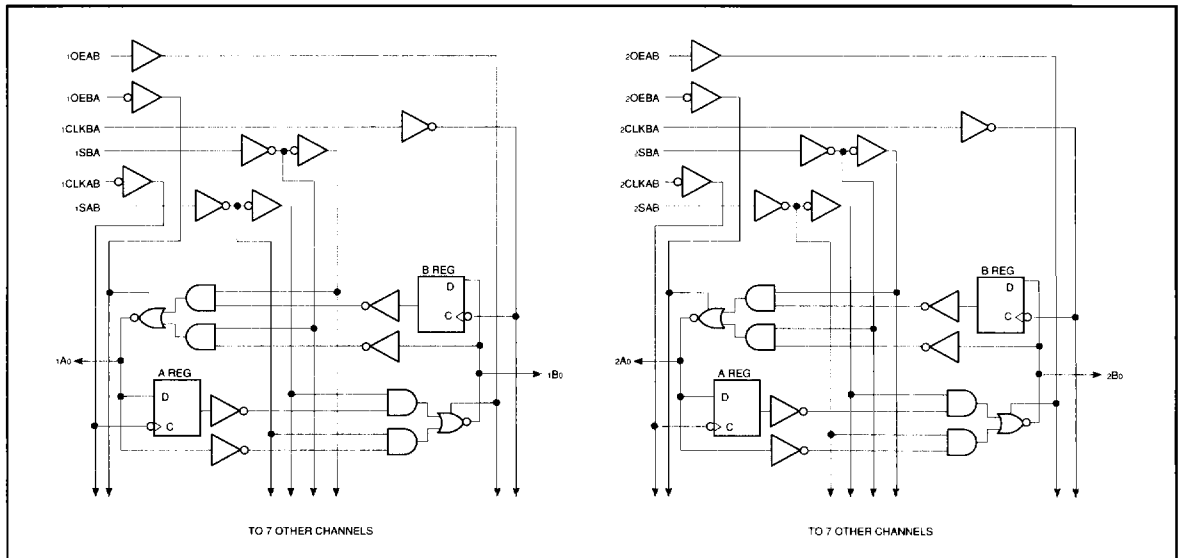 1OEAB
1OEBA
1CLKBA
1SBA
1CLKAB
1SAB
B REG
D
C
1A0
1B0
A REG
D
C
TO 7 OTHER CHANNELS
2OEAB
2OEBA
2CLKBA
2SBA
2CLKAB
2SAB
B REG
D
C
2A0
2B0
A REG
D
C
TO 7 OTHER CHANNELS